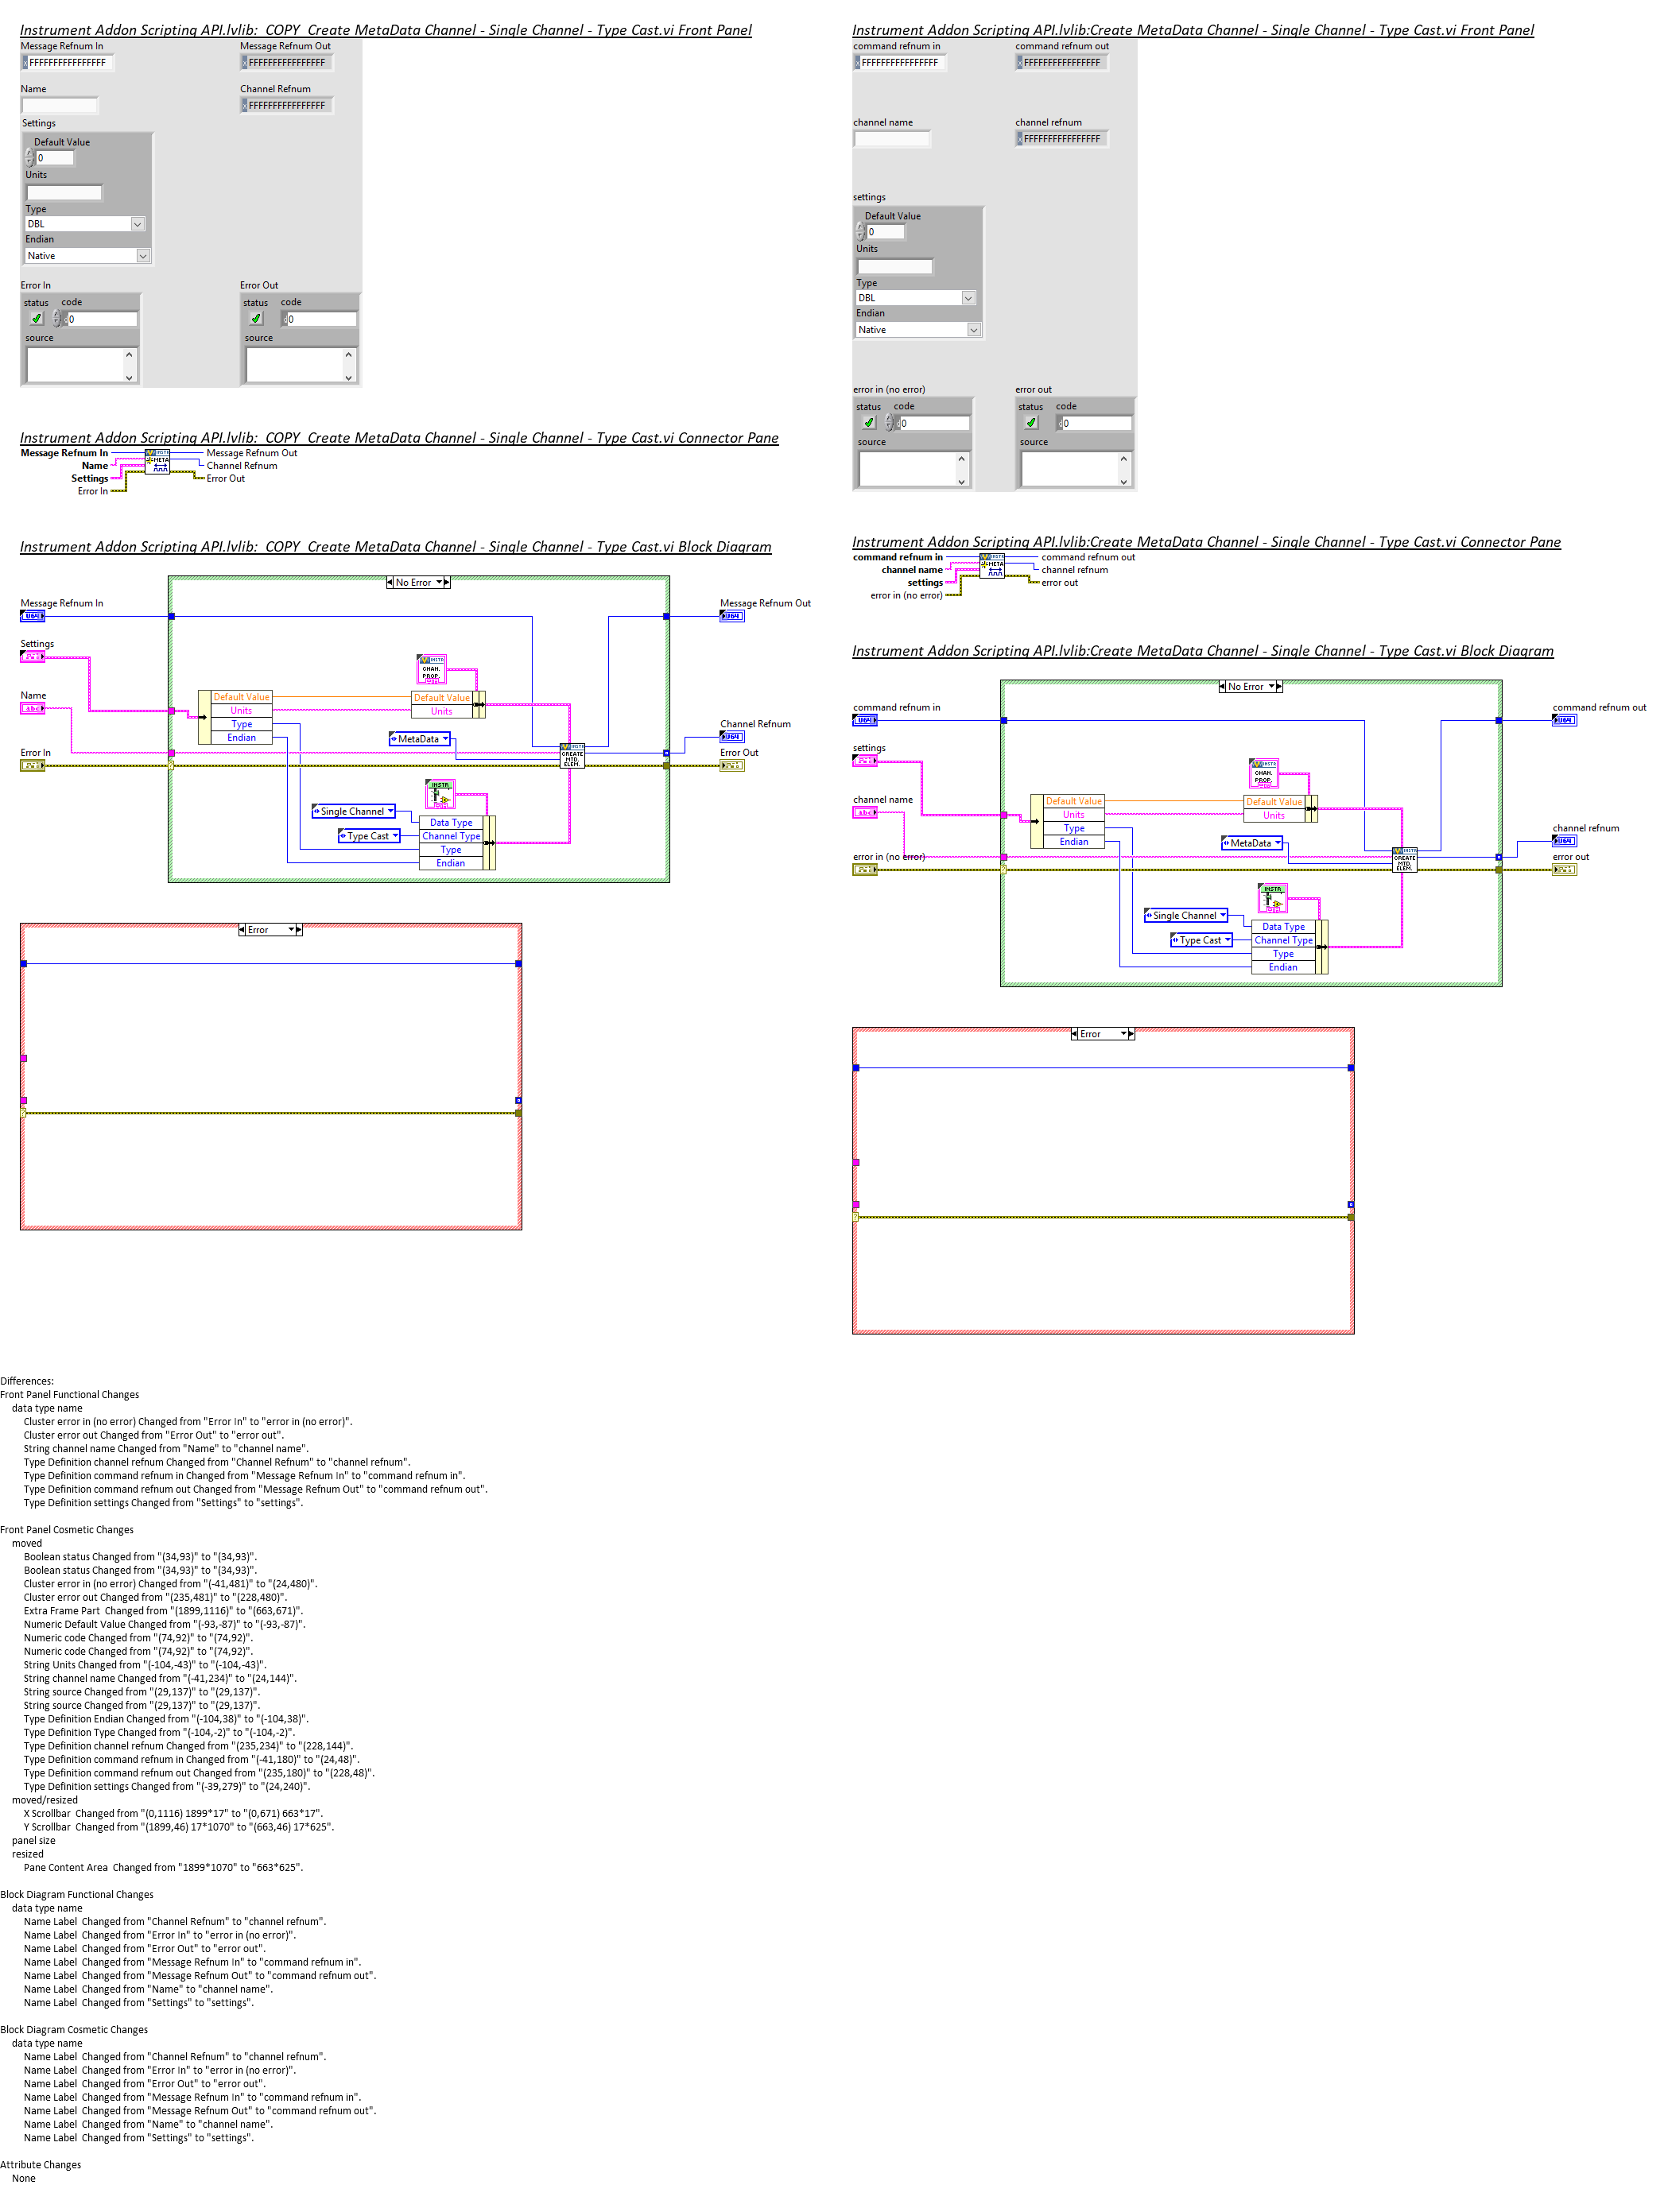 Instrument Addon Scripting API.lvlib:_COPY_Create MetaData Channel - Single Channel - Type Cast.vi Front Panel
Message Refnum In
Message Refnum Out
FFFFFFFFFFFFFFFF
FFFFFFFFFFFFFFFF
Name
Channel Refnum
FFFFFFFFFFFFFFFF
Settings
Default Value
0
Units
Type
DBL
Endian
Native
Error In
Error Out
status code
0
source
status code
0
source
Instrument Addon Scripting API.lvlib:_COPY_Create MetaData Channel - Single Channel - Type Cast.vi Connector Pane
Message Refnum In
Name
Settings
Error In
INSTR
META
Message Refnum Out
Channel Refnum
Error Out
Instrument Addon Scripting API.lvlib:_COPY_Create MetaData Channel - Single Channel - Type Cast.vi Block Diagram
No Error
Message Refnum In
U64
Settings
Name
abc
Error In
Default Value
Units
Type
Endian
INSTR
CHAN.
PROP.
Default Value
Units
MetaData
INSTR
CREATE
MTD.
ELEM.
INSTR
Single Channel
Type Cast
Data Type
Channel Type
Type
Endian
Message Refnum Out
U64
Channel Refnum
U64
Error Out
Error
Instrument Addon Scripting API.lvlib:Create MetaData Channel - Single Channel - Type Cast.vi Front Panel
command refnum in
command refnum out
FFFFFFFFFFFFFFFF
FFFFFFFFFFFFFFFF
channel name
channel refnum
FFFFFFFFFFFFFFFF
settings
Default Value
0
Units
Type
DBL
Endian
Native
error in (no error)
error out
status code
0
source
status code
0
source
Instrument Addon Scripting API.lvlib:Create MetaData Channel - Single Channel - Type Cast.vi Connector Pane
command refnum in
channel name
settings
error in (no error)
INSTR
META
command refnum out
channel refnum
error out
Instrument Addon Scripting API.lvlib:Create MetaData Channel - Single Channel - Type Cast.vi Block Diagram
No Error
command refnum in
U64
settings
channel name
abc
error in (no error)
Default Value
Units
Type
Endian
INSTR
CHAN.
PROP.
Default Value
Units
MetaData
INSTR
CREATE
MTD.
ELEM.
INSTR
Single Channel
Type Cast
Data Type
Channel Type
Type
Endian
command refnum out
U64
channel refnum
U64
error out
Error
Differences:
Front Panel Functional Changes
data type name
Cluster error in (no error) Changed from "Error In" to "error in (no error)".
Cluster error out Changed from "Error Out" to "error out".
String channel name Changed from "Name" to "channel name".
Type Definition channel refnum Changed from "Channel Refnum" to "channel refnum".
Type Definition command refnum in Changed from "Message Refnum In" to "command refnum in".
Type Definition command refnum out Changed from "Message Refnum Out" to "command refnum out".
Type Definition settings Changed from "Settings" to "settings".
Front Panel Cosmetic Changes
moved
Boolean status Changed from "(34,93)" to "(34,93)".
Boolean status Changed from "(34,93)" to "(34,93)".
Cluster error in (no error) Changed from "(-41,481)" to "(24,480)".
Cluster error out Changed from "(235,481)" to "(228,480)".
Extra Frame Part  Changed from "(1899,1116)" to "(663,671)".
Numeric Default Value Changed from "(-93,-87)" to "(-93,-87)".
Numeric code Changed from "(74,92)" to "(74,92)".
Numeric code Changed from "(74,92)" to "(74,92)".
String Units Changed from "(-104,-43)" to "(-104,-43)".
String channel name Changed from "(-41,234)" to "(24,144)".
String source Changed from "(29,137)" to "(29,137)".
String source Changed from "(29,137)" to "(29,137)".
Type Definition Endian Changed from "(-104,38)" to "(-104,38)".
Type Definition Type Changed from "(-104,-2)" to "(-104,-2)".
Type Definition channel refnum Changed from "(235,234)" to "(228,144)".
Type Definition command refnum in Changed from "(-41,180)" to "(24,48)".
Type Definition command refnum out Changed from "(235,180)" to "(228,48)".
Type Definition settings Changed from "(-39,279)" to "(24,240)".
moved/resized
X Scrollbar  Changed from "(0,1116) 1899*17" to "(0,671) 663*17".
Y Scrollbar  Changed from "(1899,46) 17*1070" to "(663,46) 17*625".
panel size
resized
Pane Content Area  Changed from "1899*1070" to "663*625".
Block Diagram Functional Changes
data type name
Name Label  Changed from "Channel Refnum" to "channel refnum".
Name Label  Changed from "Error In" to "error in (no error)".
Name Label  Changed from "Error Out" to "error out".
Name Label  Changed from "Message Refnum In" to "command refnum in".
Name Label  Changed from "Message Refnum Out" to "command refnum out".
Name Label  Changed from "Name" to "channel name".
Name Label  Changed from "Settings" to "settings".
Block Diagram Cosmetic Changes
data type name
Name Label  Changed from "Channel Refnum" to "channel refnum".
Name Label  Changed from "Error In" to "error in (no error)".
Name Label  Changed from "Error Out" to "error out".
Name Label  Changed from "Message Refnum In" to "command refnum in".
Name Label  Changed from "Message Refnum Out" to "command refnum out".
Name Label  Changed from "Name" to "channel name".
Name Label  Changed from "Settings" to "settings".
Attribute Changes
None